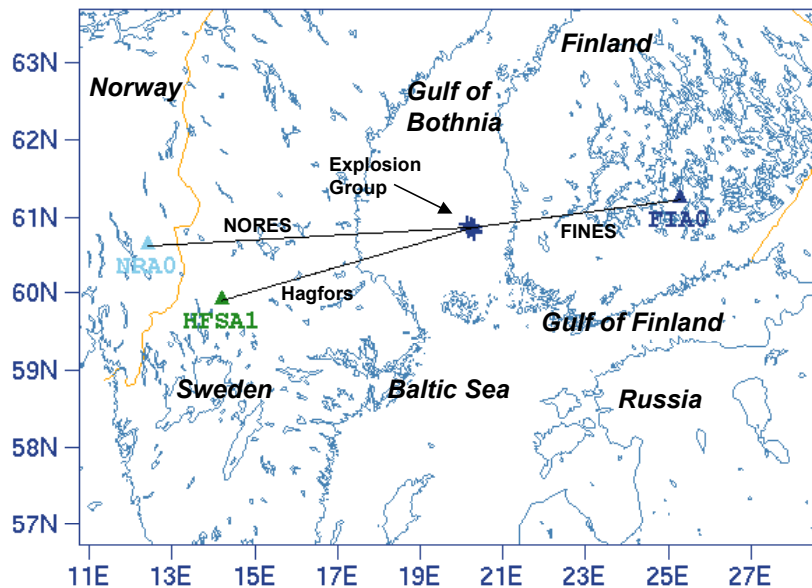 63N
62N
61N
60N
59N
58N
57N
11E 13E 15E 17E 19E 21E 23E 25E 27E
Norway
Finland
Gulf of
Bothnia
Explosion
Group
NORES
FINES
NRA0
FIA0
Hagfors
HFSA1
Gulf of Finland
Sweden
Baltic Sea
Russia